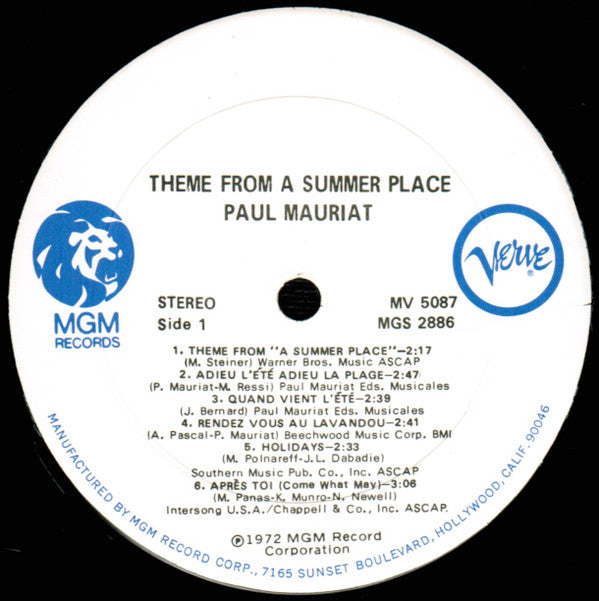 THEME FROM A SUMMER PLACE
PAUL MAURIAT
MGM
RECORDS
Verve
®
STEREO
MV 5087
Side 1
MGS 2886
1. THEME FROM "A SUMMER PLACE"—2:17
(M. Steiner) Warner Bros. Music ASCAP
2. ADIEU L'ÉTÉ ADIEU LA PLAGE—2:47
(P. Mauriat-M. Ressi) Paul Mauriat Eds. Musicales
3. QUAND VIENT L'ÉTÉ—2:39
(J. Bernard) Paul Mauriat Eds. Musicales
4. RENDEZ VOUS AU LAVANDOU—2:41
(A. Pascal-P. Mauriat) Beechwood Music Corp. BMI
5. HOLIDAYS—2:33
(M. Polnareff-J.L. Dabadie)
Southern Music Pub. Co., Inc. ASCAP
6. APRÈS TOI (Come What May)—3:06
(M. Panas-K. Munro-N. Newell)
Intersong U.S.A./Chappell & Co., Inc. ASCAP.
℗1972 MGM Record
Corporation
MANUFACTURED BY MGM RECORD CORP., 7165 SUNSET BOULEVARD, HOLLYWOOD, CALIF. 90046